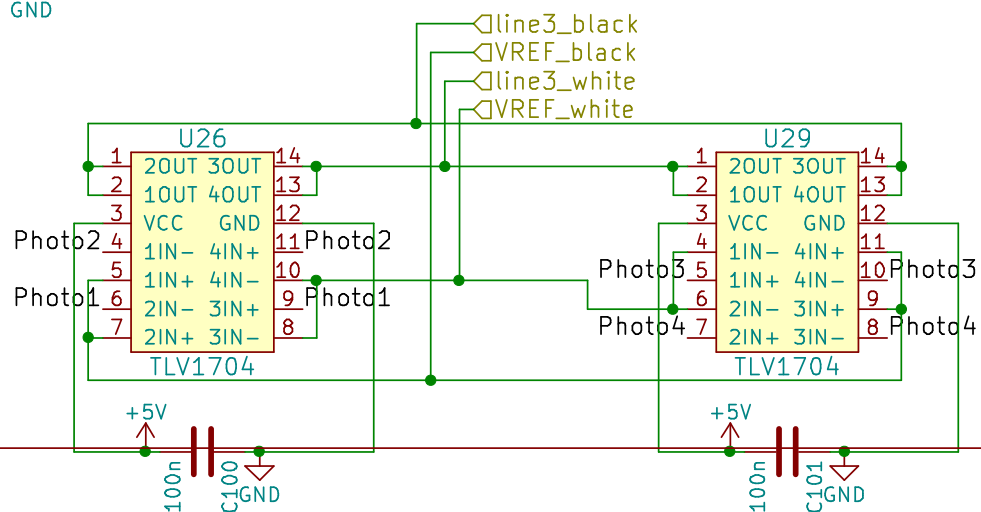 GND
line3_black
VREF_black
line3_white
VREF_white
U26
1 2OUT 3OUT 14
2 1OUT 4OUT 13
3 VCC GND 12
Photo2 4 1IN- 4IN+ 11 Photo2
5 1IN+ 4IN- 10
Photo1 6 2IN- 3IN+ 9 Photo1
7 2IN+ 3IN- 8
TLV1704
U29
1 2OUT 3OUT 14
2 1OUT 4OUT 13
3 VCC GND 12
4 1IN- 4IN+ 11
Photo3 5 1IN+ 4IN- 10 Photo3
6 2IN- 3IN+ 9
Photo4 7 2IN+ 3IN- 8 Photo4
TLV1704
+5V
100n
C100
GND
+5V
100n
C101
GND